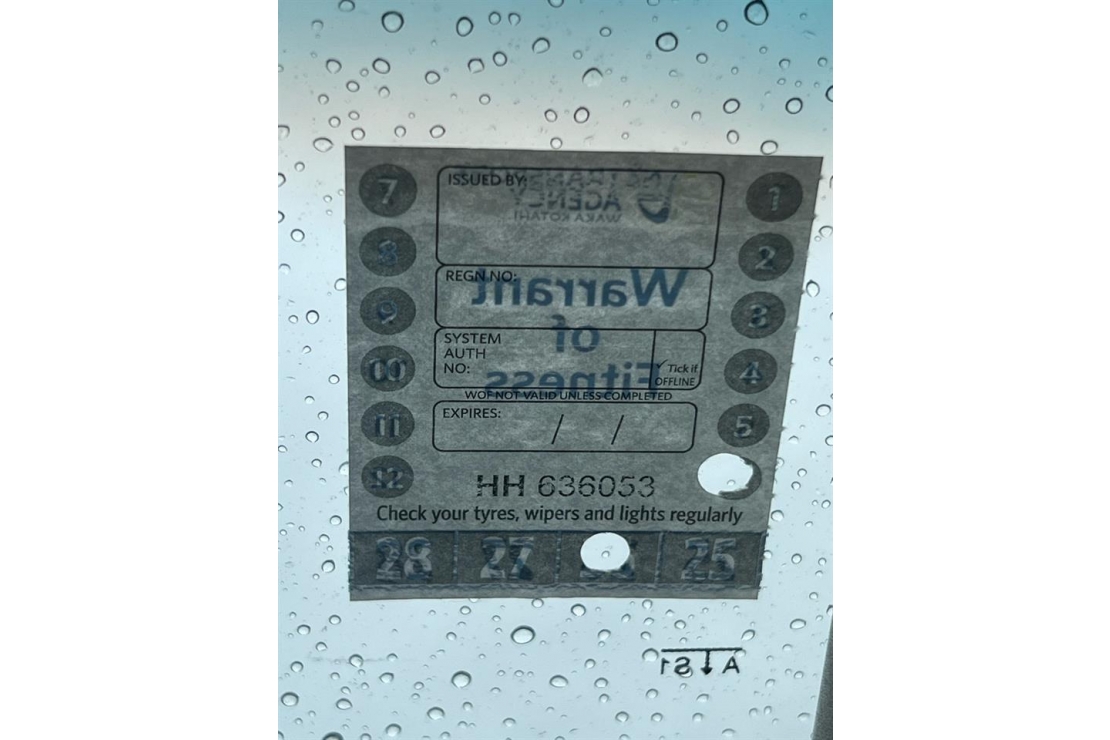 7
ISSUED BY:
NZ TRANSPORT
AGENCY
WAKA KOTAHI
1
8
2
REGN NO:
Warrant
9
of
3
SYSTEM
AUTH
NO:
✓ Tick if
OFFLINE
Fitness
10
4
WOF NOT VALID UNLESS COMPLETED
11
EXPIRES: / /
5
12
HH 636053
Check your tyres, wipers and lights regularly
28 27 25
A ↓ S1